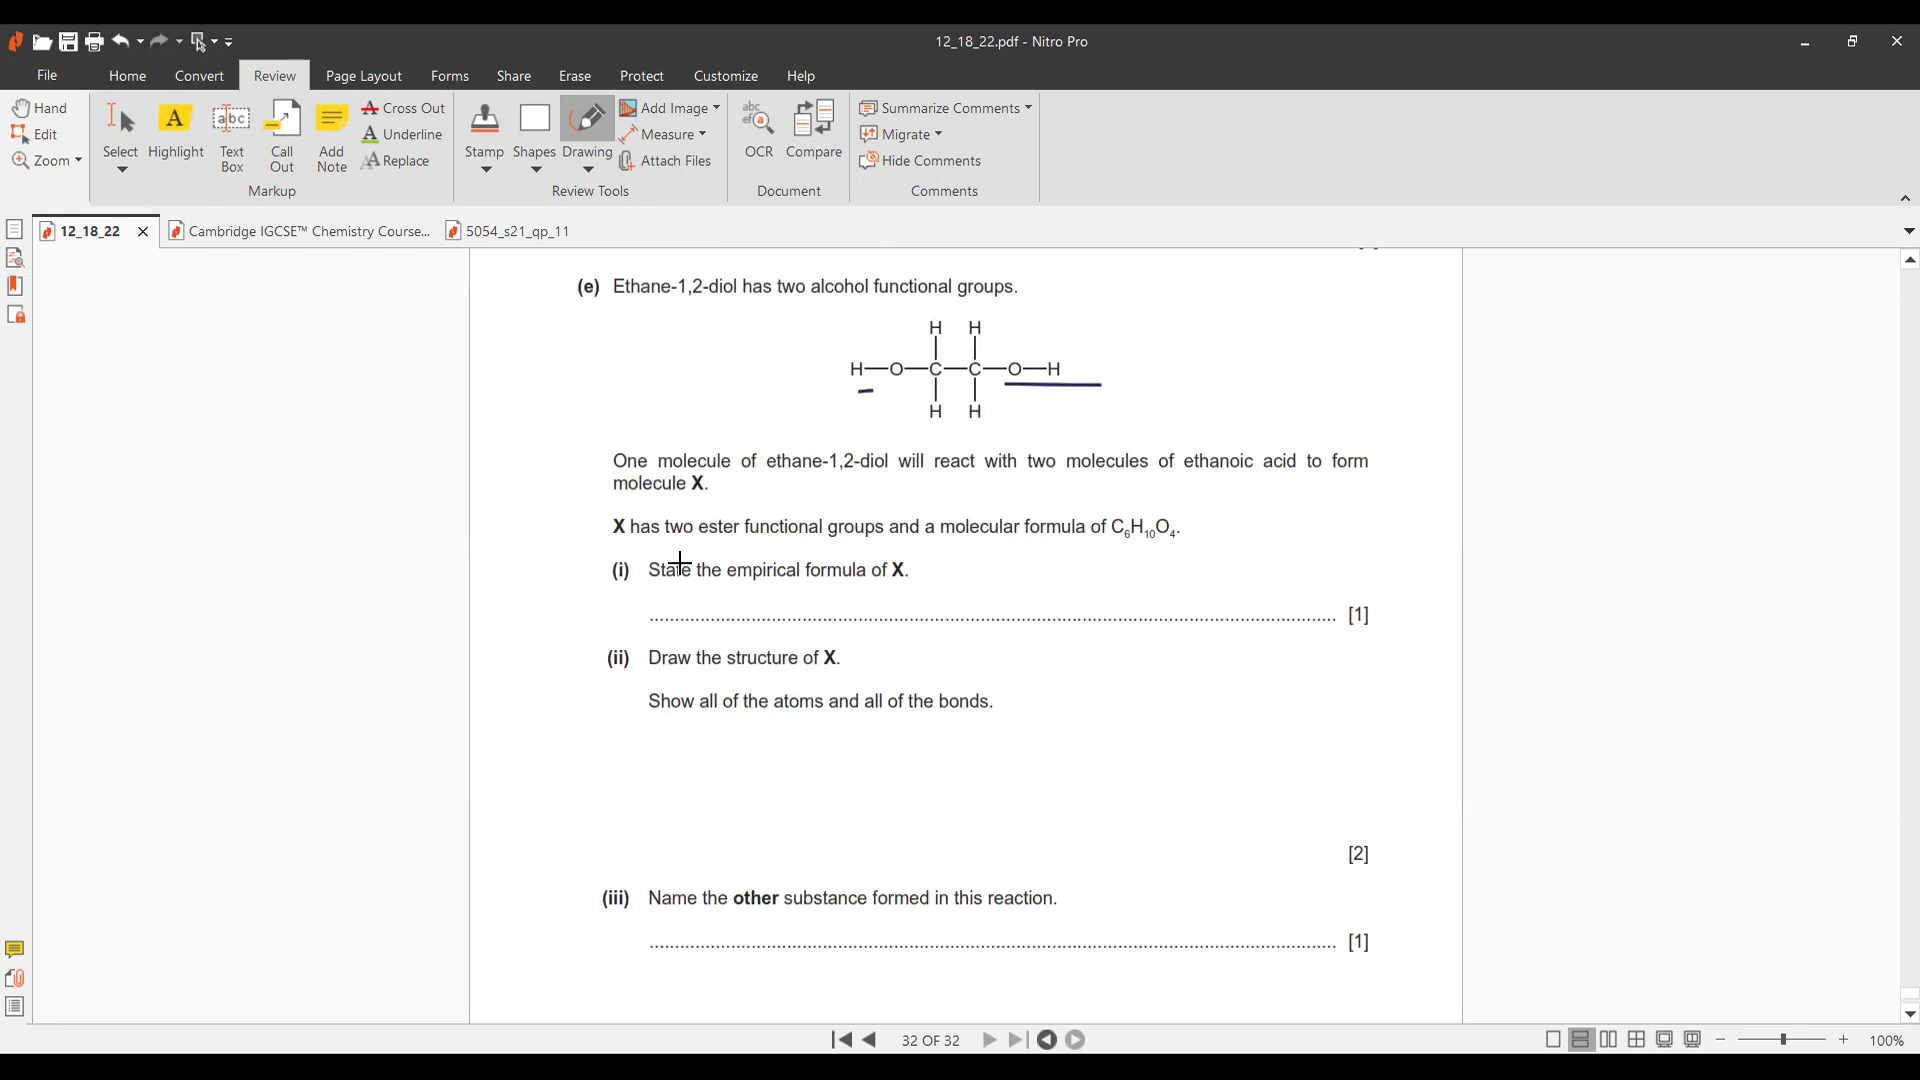 12_18_22.pdf - Nitro Pro
File Home Convert Review Page Layout Forms Share Erase Protect Customize Help
Hand
Edit
Zoom
Select
Highlight
Text Box
Call Out
Add Note
Cross Out
Underline
Replace
Markup
Stamp
Shapes
Drawing
Add Image
Measure
Attach Files
Review Tools
OCR
Compare
Document
Summarize Comments
Migrate
Hide Comments
Comments
12_18_22 Cambridge IGCSE™ Chemistry Course... 5054_s21_qp_11
(e) Ethane-1,2-diol has two alcohol functional groups.
H H
H—O—C—C—O—H
H H
One molecule of ethane-1,2-diol will react with two molecules of ethanoic acid to form
molecule X.
X has two ester functional groups and a molecular formula of C₆H₁₀O₄.
(i) State the empirical formula of X.
.......................................................................................................................................... [1]
(ii) Draw the structure of X.
Show all of the atoms and all of the bonds.
[2]
(iii) Name the other substance formed in this reaction.
.......................................................................................................................................... [1]
32 OF 32
100%